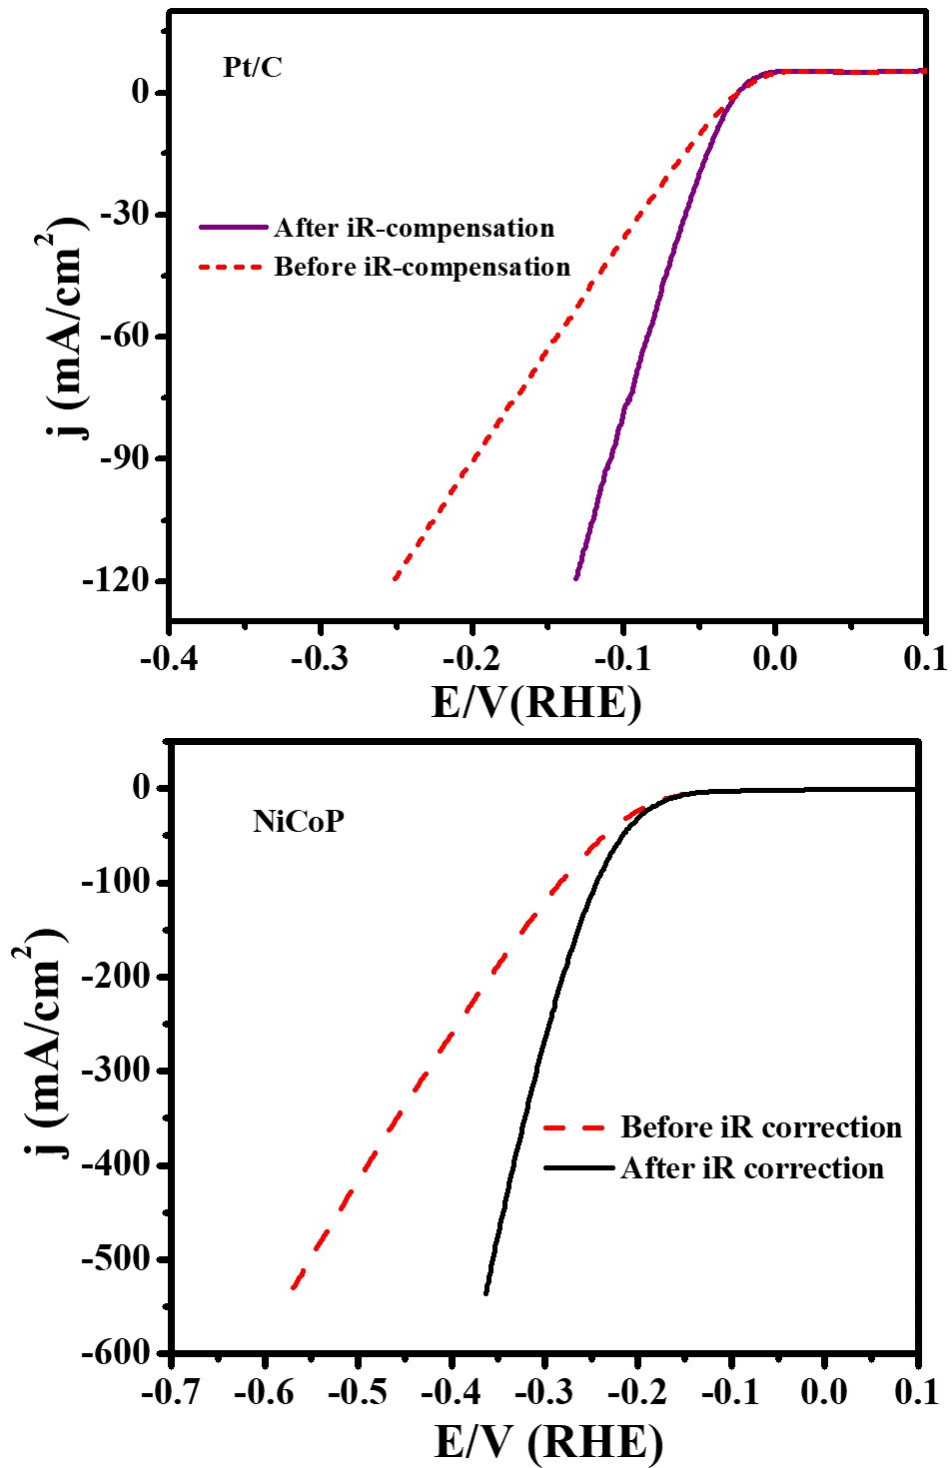 Pt/C
0
-30
-60
-90
-120
j (mA/cm²)
After iR-compensation
Before iR-compensation
-0.4 -0.3 -0.2 -0.1 0.0 0.1
E/V(RHE)
NiCoP
0
-100
-200
-300
-400
-500
-600
j (mA/cm²)
Before iR correction
After iR correction
-0.7 -0.6 -0.5 -0.4 -0.3 -0.2 -0.1 0.0 0.1
E/V (RHE)